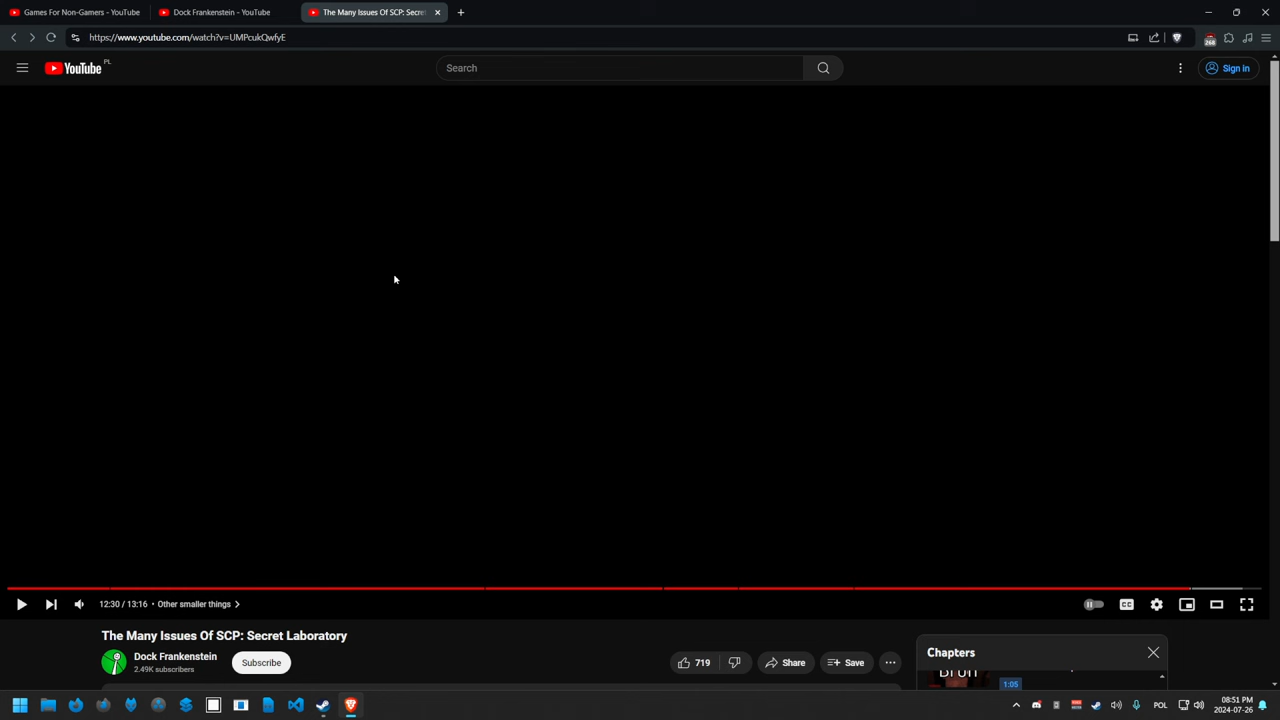 Games For Non-Gamers - YouTube
Dock Frankenstein - YouTube
The Many Issues Of SCP: Secret
https://www.youtube.com/watch?v=UMPcukQwfyE
268
YouTube PL
Search
Sign in
12:30 / 13:16 • Other smaller things
CC
The Many Issues Of SCP: Secret Laboratory
Dock Frankenstein
2.49K subscribers
Subscribe
719
Share
Save
Chapters
1:05
POL
08:51 PM
2024-07-26